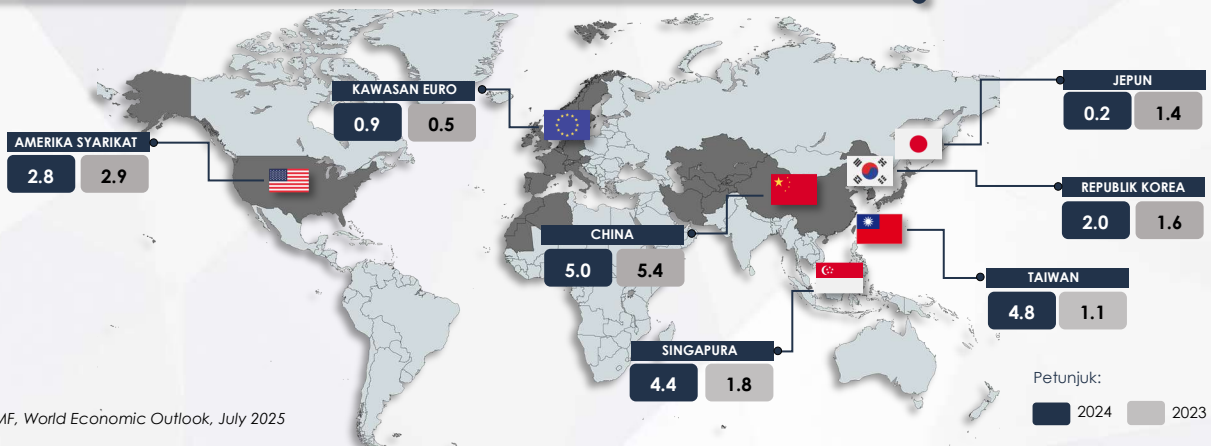 JEPUN
0.2 1.4
KAWASAN EURO
0.9 0.5
AMERIKA SYARIKAT
2.8 2.9
REPUBLIK KOREA
2.0 1.6
CHINA
5.0 5.4
TAIWAN
4.8 1.1
SINGAPURA
4.4 1.8
Petunjuk:
2024 2023
MF, World Economic Outlook, July 2025